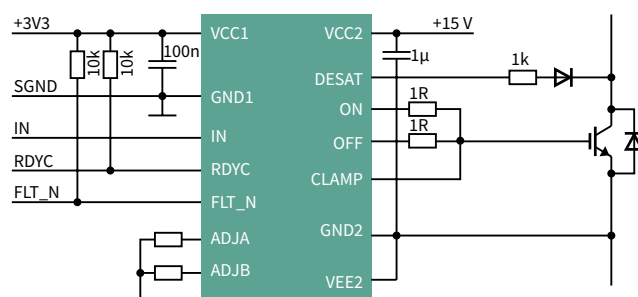 +3V3
VCC1
VCC2
+15 V
10k
10k
100n
1µ
DESAT
1k
SGND
GND1
ON
1R
IN
IN
OFF
1R
RDYC
RDYC
CLAMP
FLT_N
FLT_N
ADJA
GND2
ADJB
VEE2